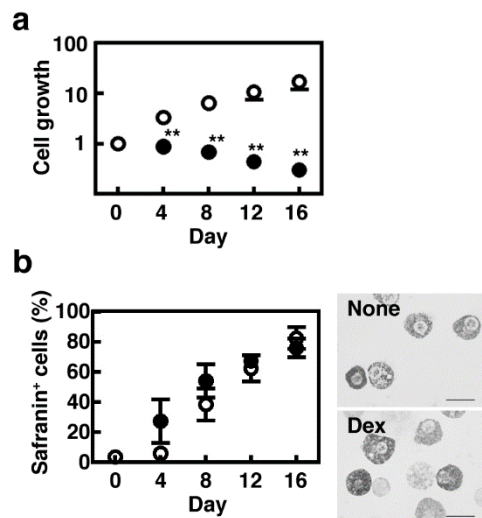 a
Cell growth
100
10
1
**
**
**
**
0 4 8 12 16
Day
b
Safranin⁺ cells (%)
100
80
60
40
20
0
0 4 8 12 16
Day
None
Dex